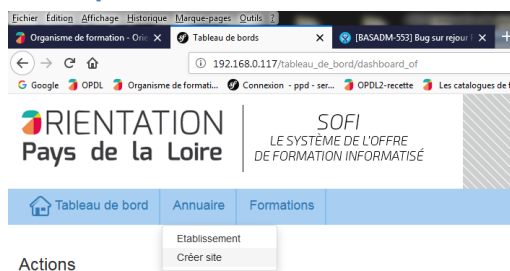 Fichier Édition Affichage Historique Marque-pages Outils ?
Organisme de formation - Orie × Tableau de bords × [BASADM-553] Bug sur rejour F × +
192.168.0.117/tableau_de_bord/dashboard_of
Google OPDL Organisme de formati... Connexion - ppd - ser... OPDL2-recette Les catalogues de f
RIENTATION
Pays de la Loire
SOFI
LE SYSTÈME DE L'OFFRE
DE FORMATION INFORMATISÉ
Tableau de bord Annuaire Formations
Etablissement
Créer site
Actions